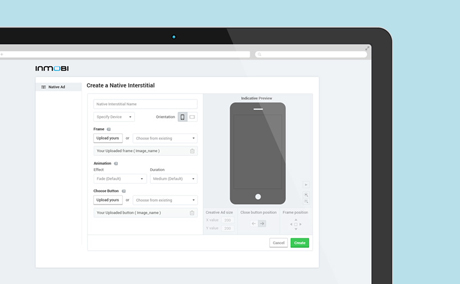 INMOBI
Native Ad
Create a Native Interstitial
Native Interstitial Name
Specify Device
Orientation
Frame
Upload yours or Choose from existing
Your Uploaded frame ( image_name )
Animation
Effect Duration
Fade (Default) Medium (Default)
Choose Button
Upload yours or Choose from existing
Your Uploaded button ( image_name )
Indicative Preview
Creative Ad size Close button position Frame position
Cancel Create